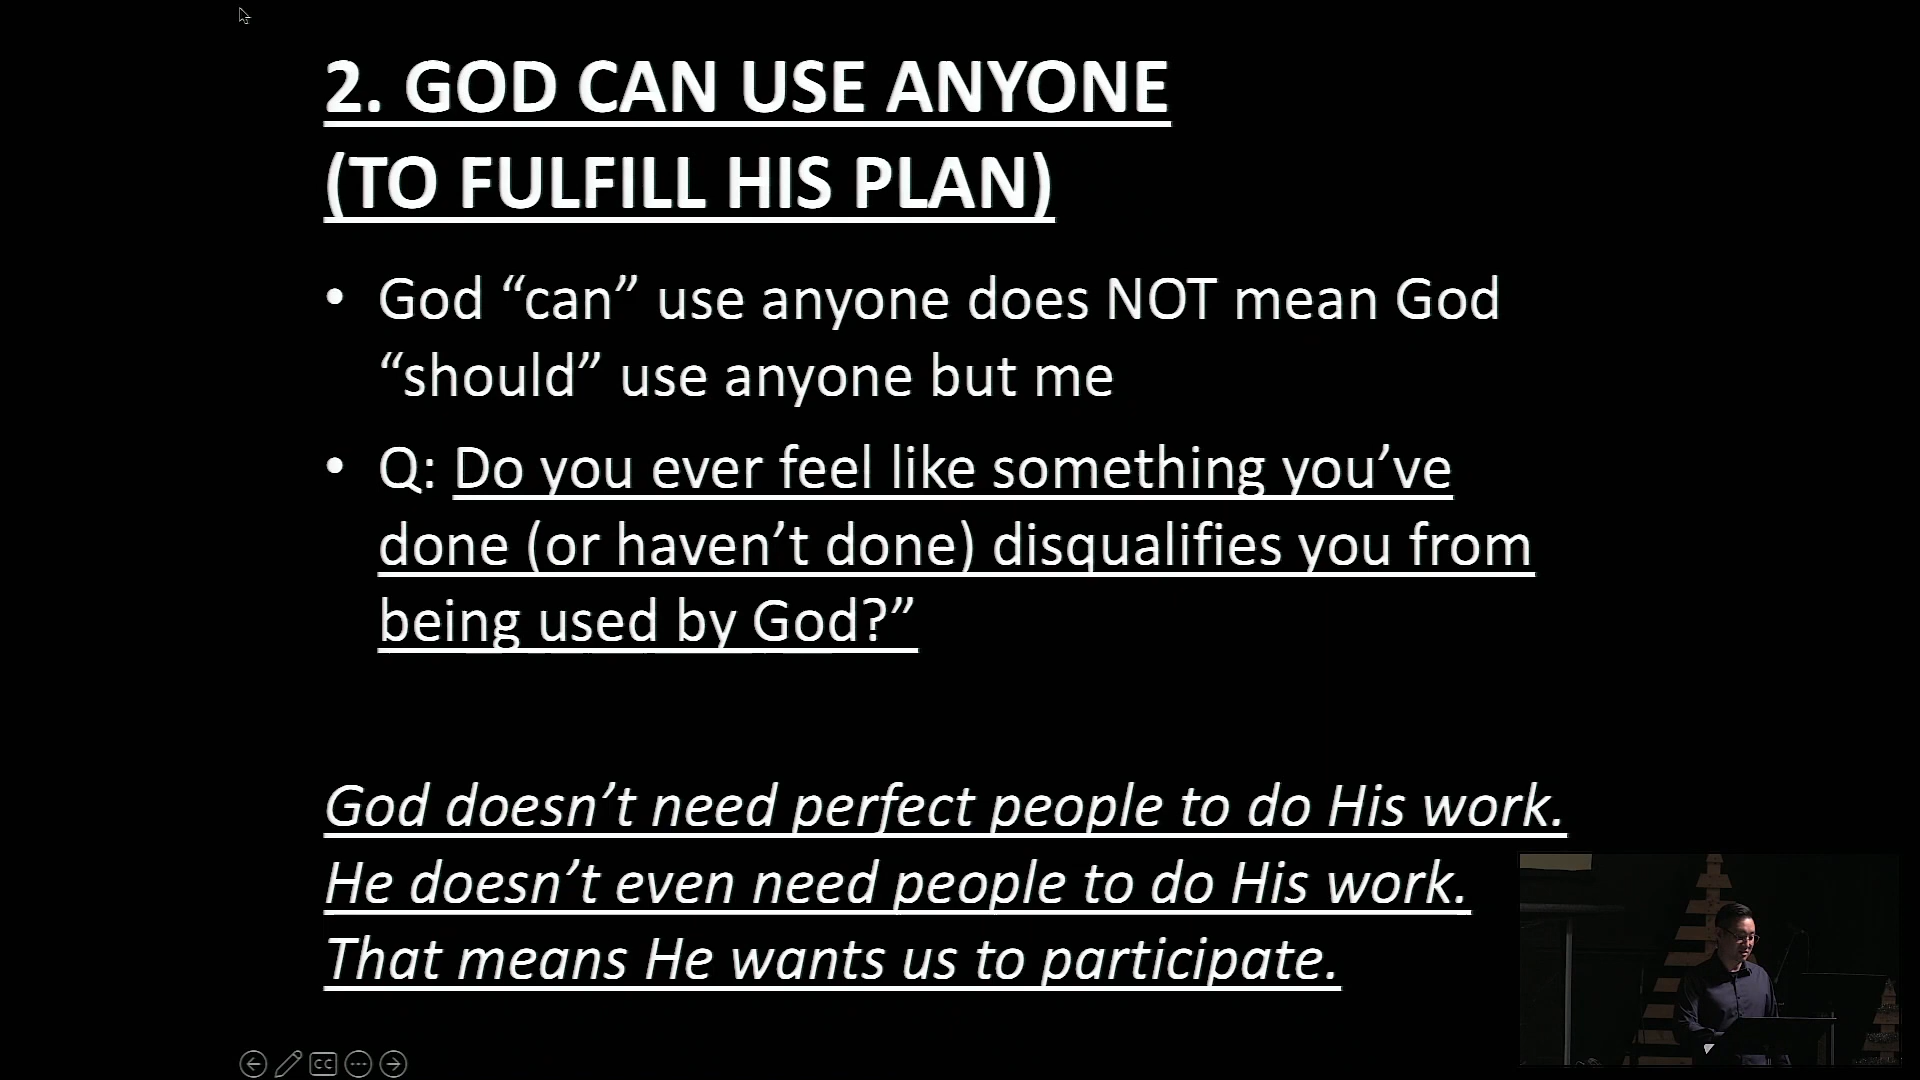 2. GOD CAN USE ANYONE
(TO FULFILL HIS PLAN)
• God “can” use anyone does NOT mean God
“should” use anyone but me
• Q: Do you ever feel like something you’ve
done (or haven’t done) disqualifies you from
being used by God?”
God doesn’t need perfect people to do His work.
He doesn’t even need people to do His work.
That means He wants us to participate.
CC